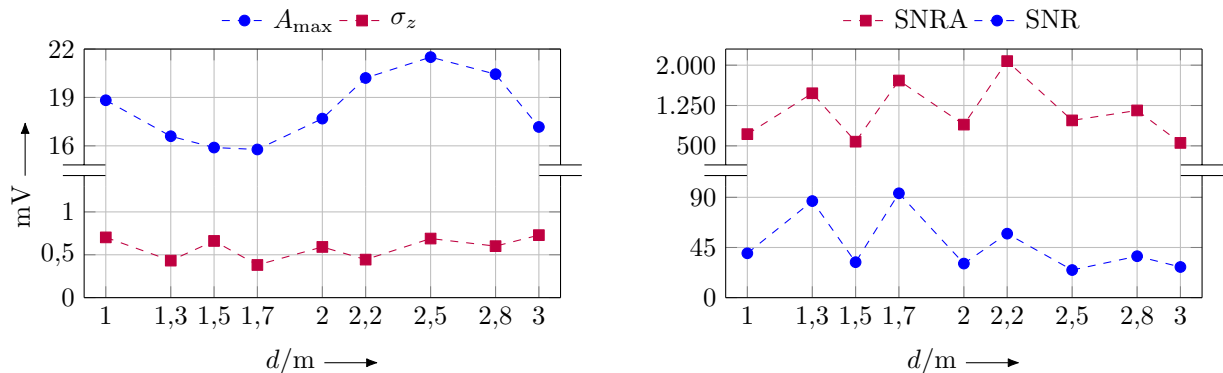 A_max σ_z
22
19
16
1
0,5
0
mV
1 1,3 1,5 1,7 2 2,2 2,5 2,8 3
d/m
SNRA SNR
2.000
1.250
500
90
45
0
1 1,3 1,5 1,7 2 2,2 2,5 2,8 3
d/m